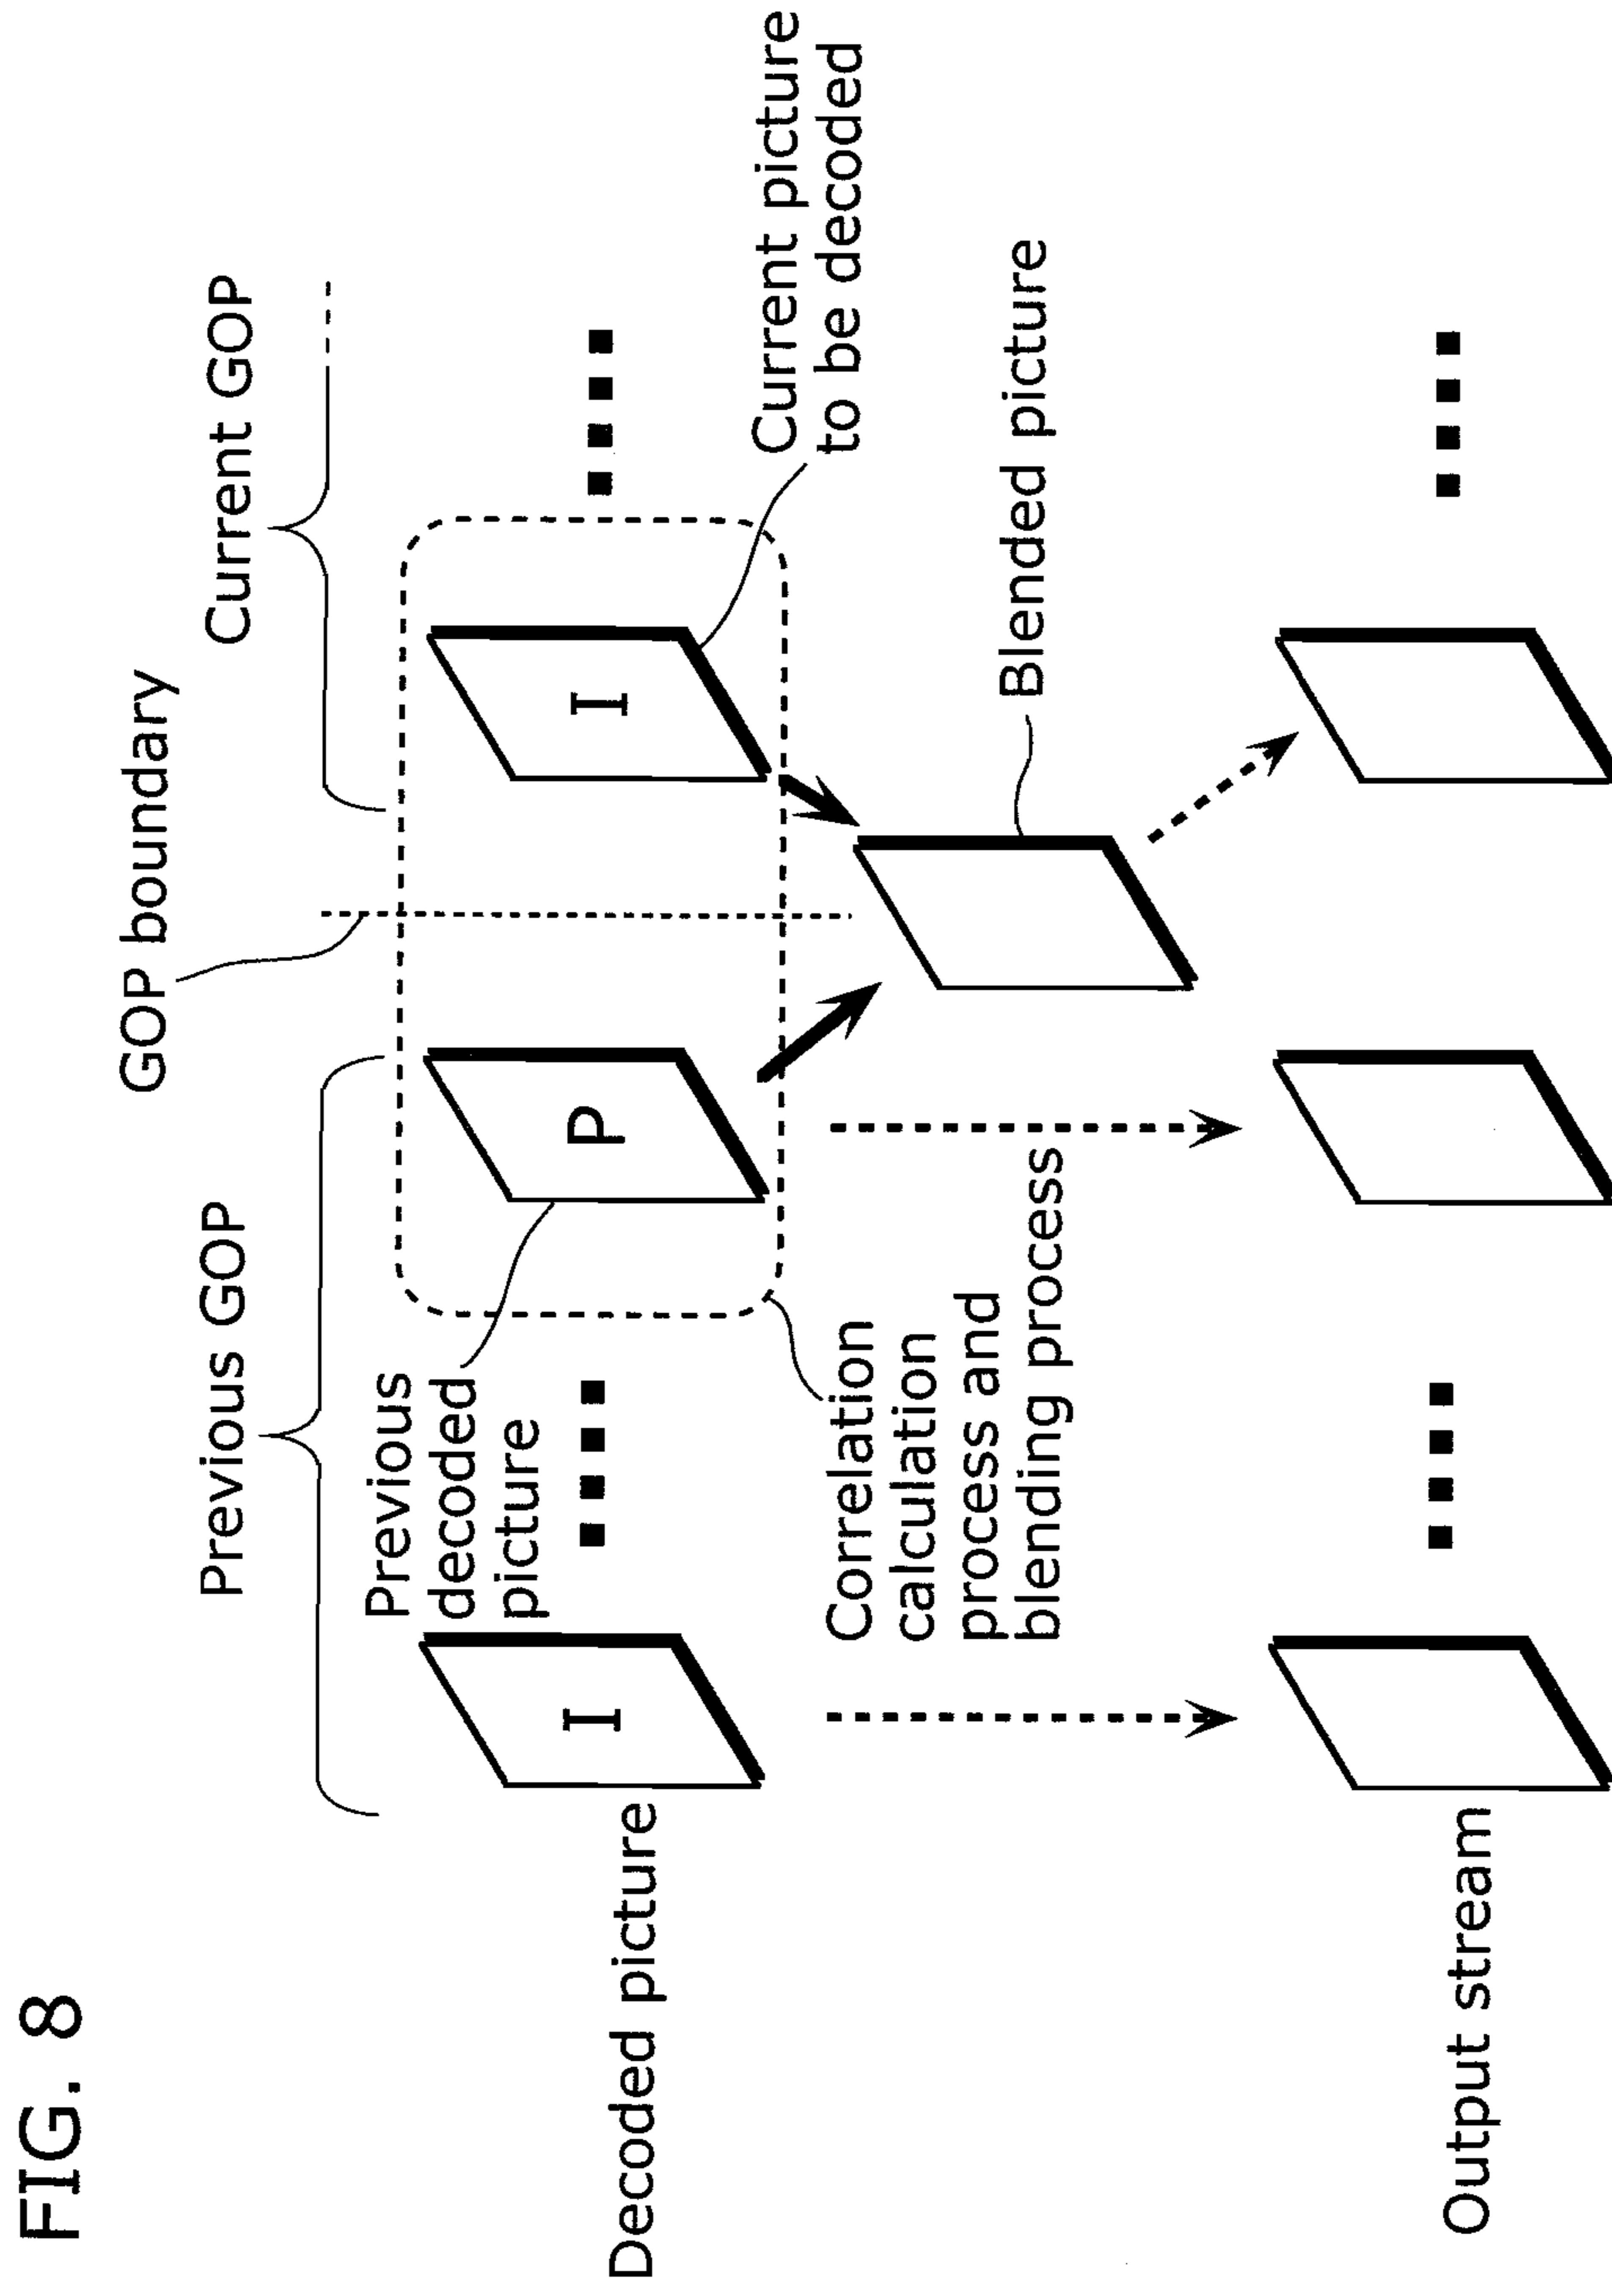 FIG. 8
GOP boundary
Previous GOP
Current GOP
Previous
decoded
picture
Decoded picture
I
P
I
Current picture
to be decoded
Correlation
calculation
process and
blending process
Blended picture
Output stream